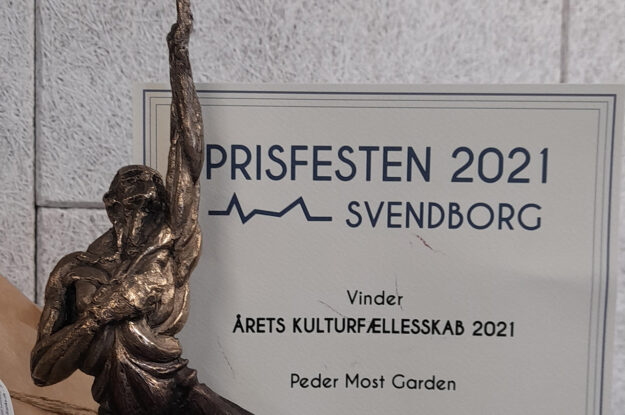 PRISFESTEN 2021
SVENDBORG
Vinder
ÅRETS KULTURFÆLLESSKAB 2021
Peder Most Garden